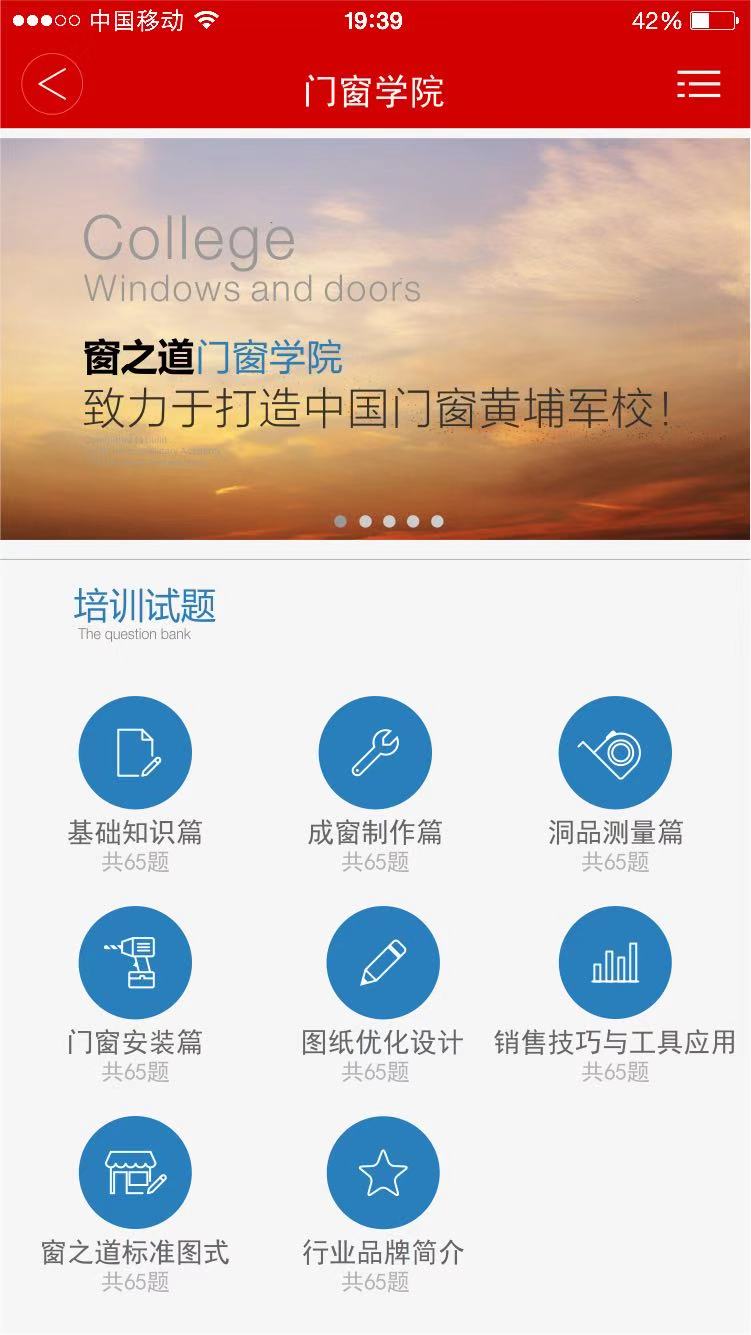 中国移动 19:39 42%
门窗学院
College
Windows and doors
窗之道门窗学院
致力于打造中国门窗黄埔军校！
培训试题
The question bank
基础知识篇 成窗制作篇 洞品测量篇
共65题 共65题 共65题
门窗安装篇 图纸优化设计 销售技巧与工具应用
共65题 共65题 共65题
窗之道标准图式 行业品牌简介
共65题 共65题